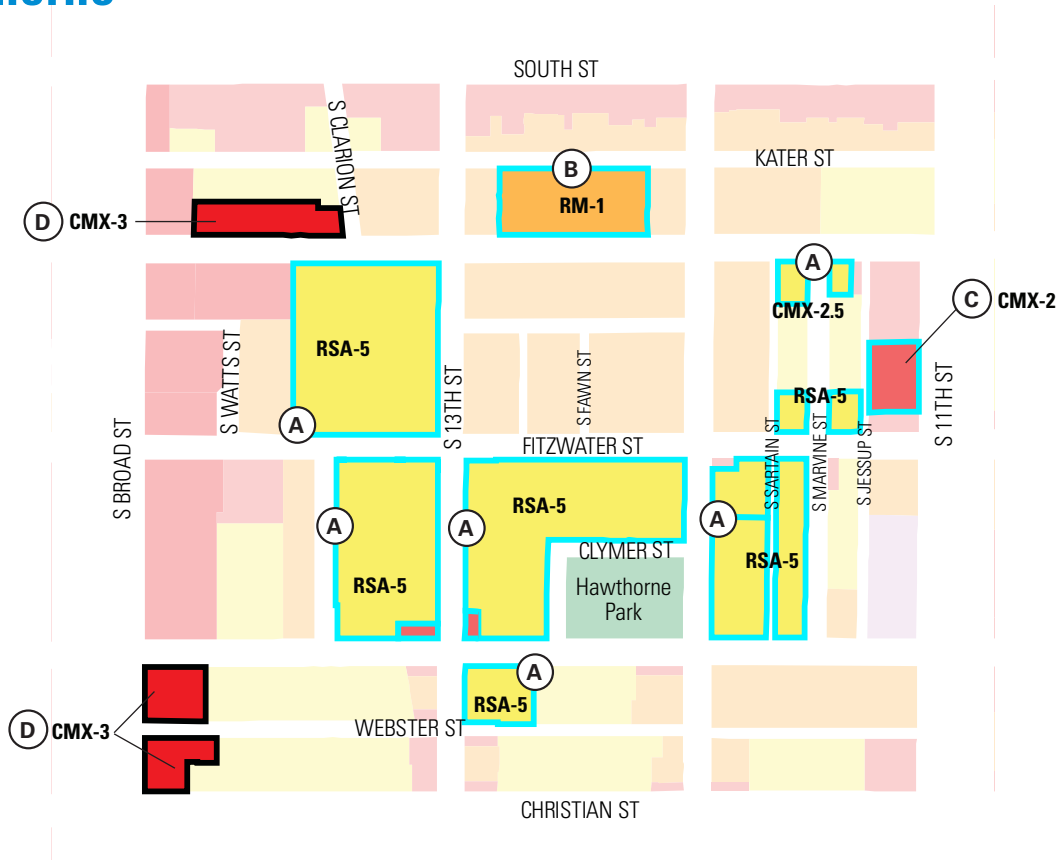 SOUTH ST
S CLARION ST
KATER ST
B
RM-1
D CMX-3
A
CMX-2.5
C CMX-2
RSA-5
S WATTS ST
S 13TH ST
S FAWN ST
RSA-5
S 11TH ST
A
S BROAD ST
FITZWATER ST
S SARTAIN ST
S MARVINE ST
S JESSUP ST
A
RSA-5
A
RSA-5
A
RSA-5
CLYMER ST
Hawthorne
Park
A
RSA-5
D CMX-3
WEBSTER ST
CHRISTIAN ST